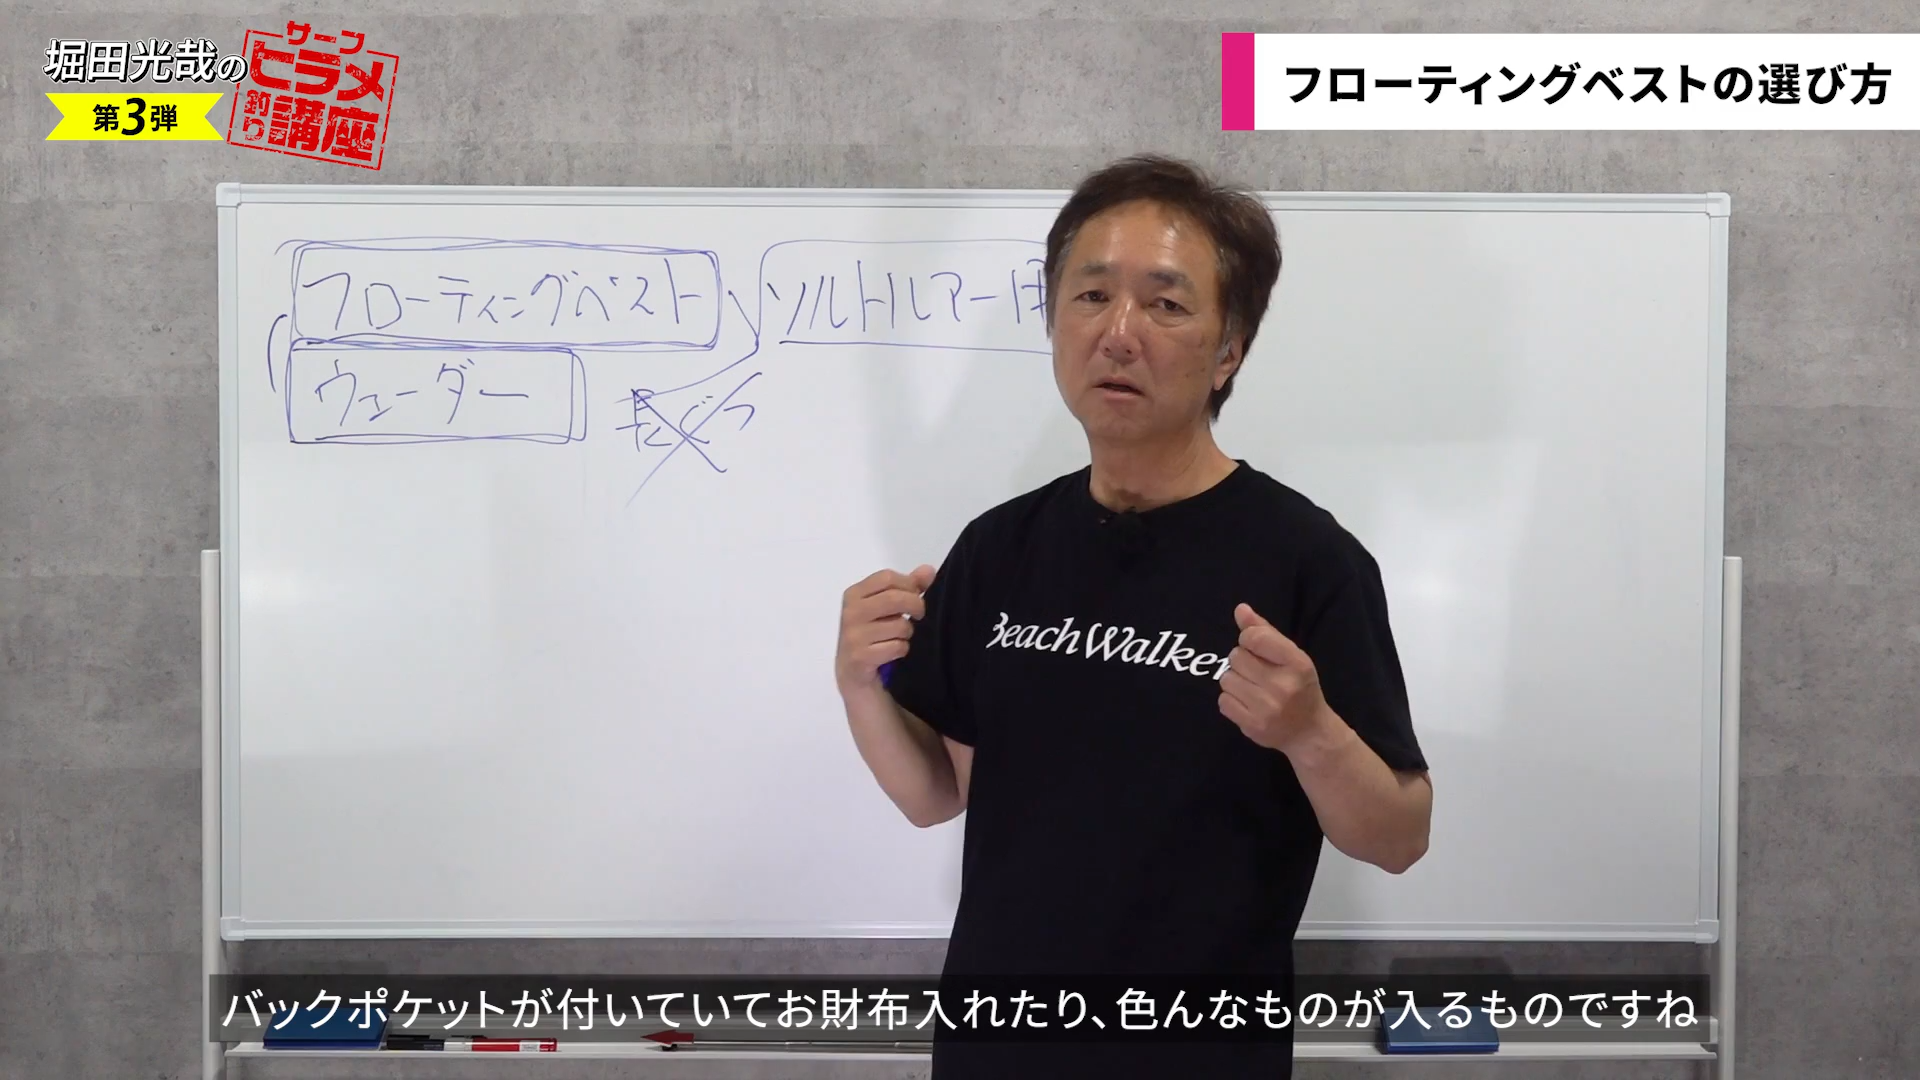 堀田光哉の
サーフ
ヒラメ
釣り講座
第3弾
フローティングベストの選び方
フローティングベスト
ソルトルアー用
ウェーダー
長ぐつ
BeachWalker
バックポケットが付いていてお財布入れたり、色んなものが入るものですね